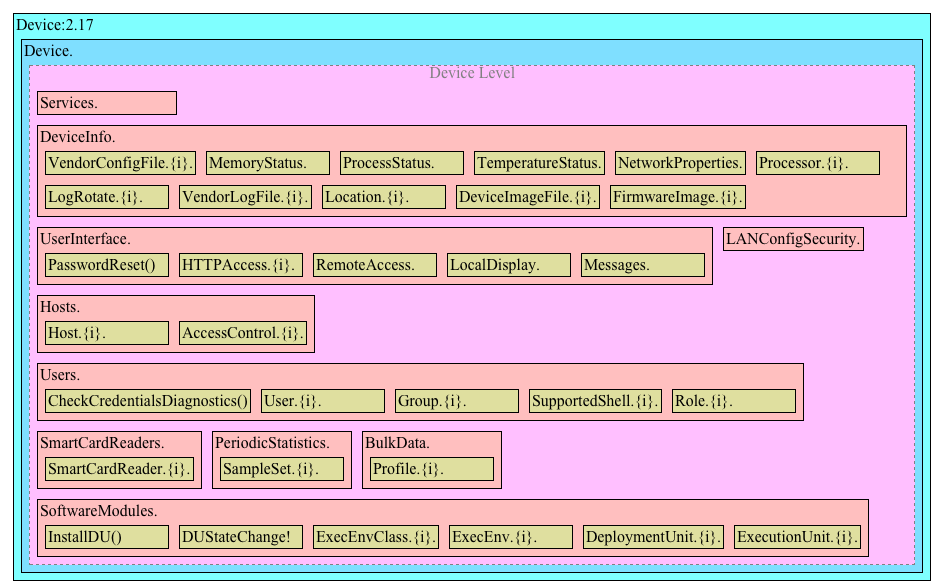 Device:2.17
Device.
Device Level
Services.
DeviceInfo.
VendorConfigFile.{i}. MemoryStatus. ProcessStatus. TemperatureStatus. NetworkProperties. Processor.{i}.
LogRotate.{i}. VendorLogFile.{i}. Location.{i}. DeviceImageFile.{i}. FirmwareImage.{i}.
UserInterface. LANConfigSecurity.
PasswordReset() HTTPAccess.{i}. RemoteAccess. LocalDisplay. Messages.
Hosts.
Host.{i}. AccessControl.{i}.
Users.
CheckCredentialsDiagnostics() User.{i}. Group.{i}. SupportedShell.{i}. Role.{i}.
SmartCardReaders. PeriodicStatistics. BulkData.
SmartCardReader.{i}. SampleSet.{i}. Profile.{i}.
SoftwareModules.
InstallDU() DUStateChange! ExecEnvClass.{i}. ExecEnv.{i}. DeploymentUnit.{i}. ExecutionUnit.{i}.